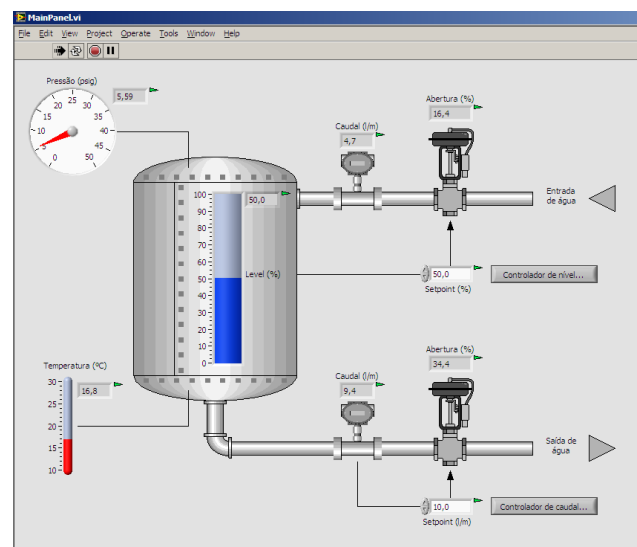 MainPanel.vi
File Edit View Project Operate Tools Window Help
Pressão (psig)
5,59
0
5
10
15
20
25
30
35
40
45
50
Abertura (%)
16,4
Caudal (l/m)
4,7
Entrada
de água
100
90
80
70
60
50
40
30
20
10
0
50,0
Level (%)
50,0
Setpoint (%)
Controlador de nível...
Temperatura (ºC)
30
25
20
15
10
16,8
Abertura (%)
34,4
Caudal (l/m)
9,4
Saída de
água
10,0
Setpoint (l/m)
Controlador de caudal...